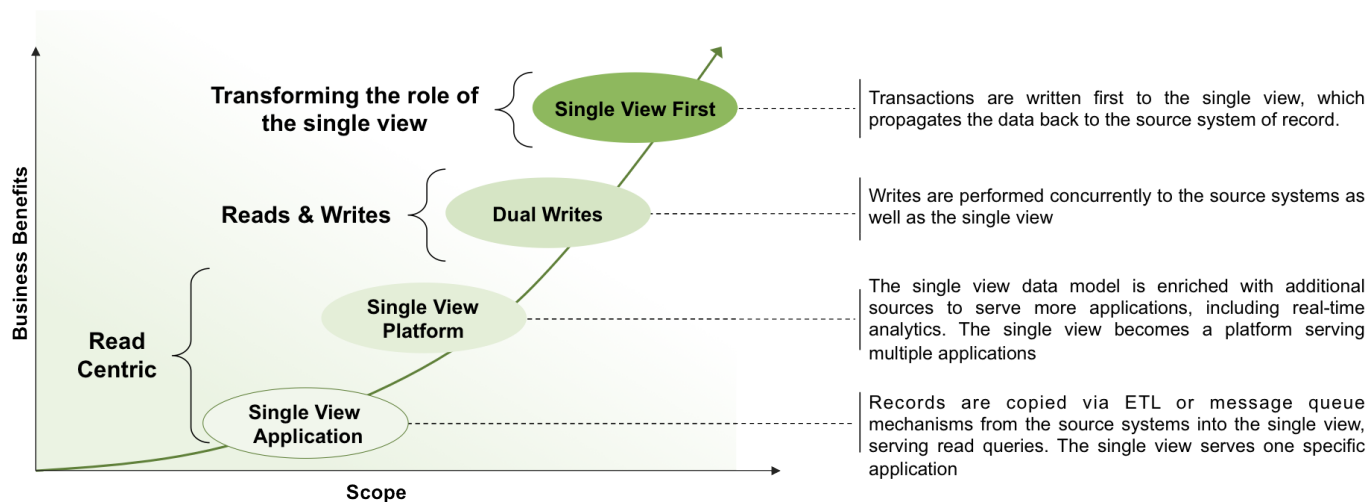 Business Benefits
Transforming the role of
the single view
Single View First
Transactions are written first to the single view, which
propagates the data back to the source system of record.
Reads & Writes
Dual Writes
Writes are performed concurrently to the source systems as
well as the single view
Read
Centric
Single View
Platform
The single view data model is enriched with additional
sources to serve more applications, including real-time
analytics. The single view becomes a platform serving
multiple applications
Single View
Application
Records are copied via ETL or message queue
mechanisms from the source systems into the single view,
serving read queries. The single view serves one specific
application
Scope